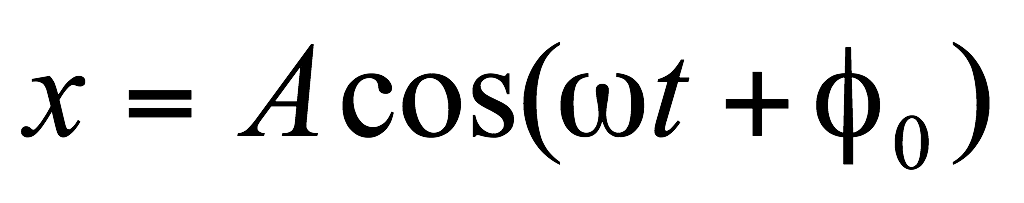 x = A cos(ωt + ϕ₀)